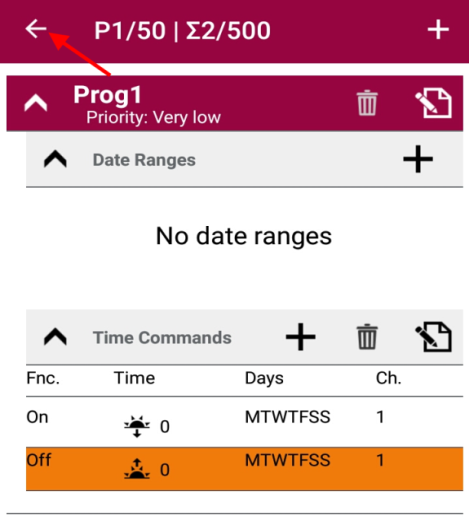 P1/50 | Σ2/500
Prog1
Priority: Very low
Date Ranges
No date ranges
Time Commands
Fnc. Time Days Ch.
On 0 MTWTFSS 1
Off 0 MTWTFSS 1